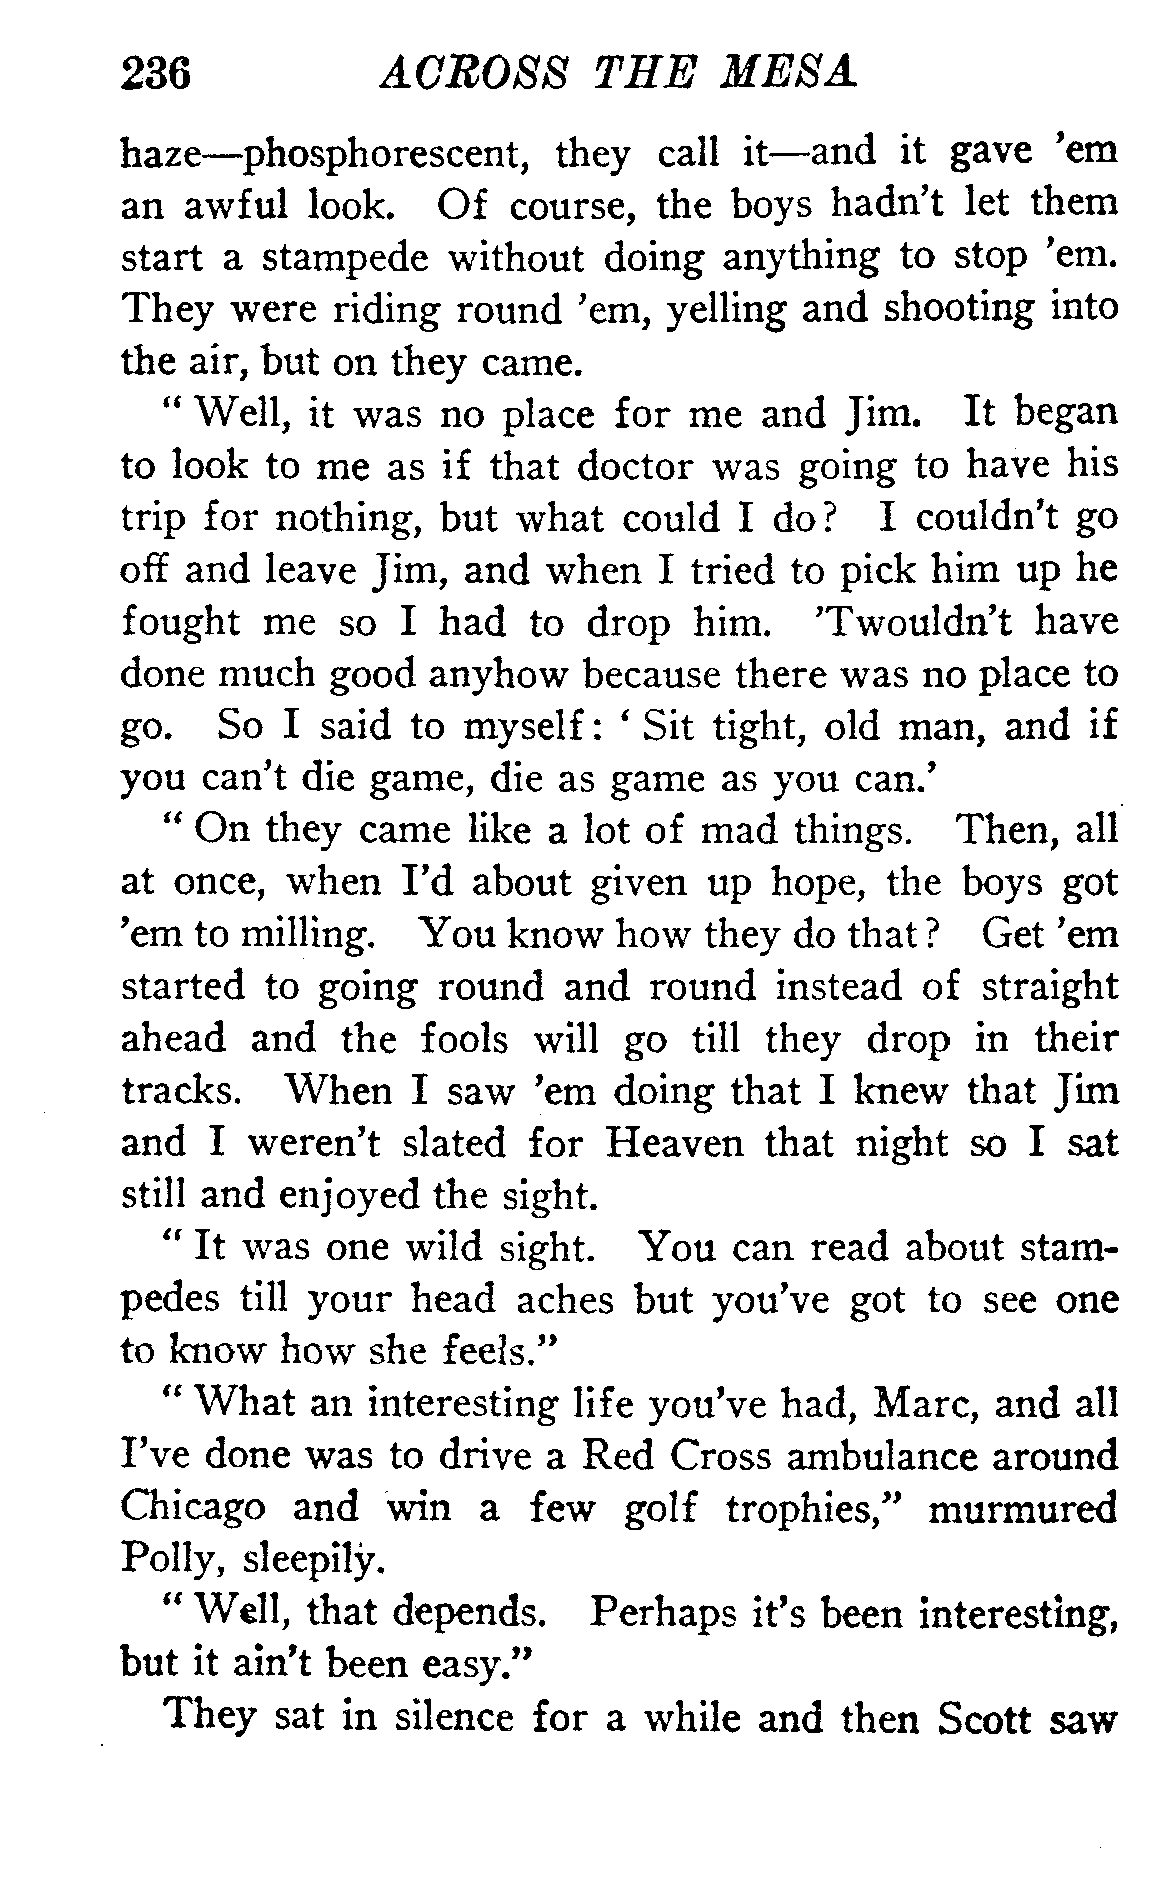 236 ACROSS THE MESA
haze—phosphorescent, they call it—and it gave 'em
an awful look. Of course, the boys hadn't let them
start a stampede without doing anything to stop 'em.
They were riding round 'em, yelling and shooting into
the air, but on they came.
" Well, it was no place for me and Jim. It began
to look to me as if that doctor was going to have his
trip for nothing, but what could I do? I couldn't go
off and leave Jim, and when I tried to pick him up he
fought me so I had to drop him. 'Twouldn't have
done much good anyhow because there was no place to
go. So I said to myself: ' Sit tight, old man, and if
you can't die game, die as game as you can.'
" On they came like a lot of mad things. Then, all
at once, when I'd about given up hope, the boys got
'em to milling. You know how they do that? Get 'em
started to going round and round instead of straight
ahead and the fools will go till they drop in their
tracks. When I saw 'em doing that I knew that Jim
and I weren't slated for Heaven that night so I sat
still and enjoyed the sight.
" It was one wild sight. You can read about stam-
pedes till your head aches but you've got to see one
to know how she feels."
" What an interesting life you've had, Marc, and all
I've done was to drive a Red Cross ambulance around
Chicago and win a few golf trophies," murmured
Polly, sleepily.
" Well, that depends. Perhaps it's been interesting,
but it ain't been easy."
They sat in silence for a while and then Scott saw